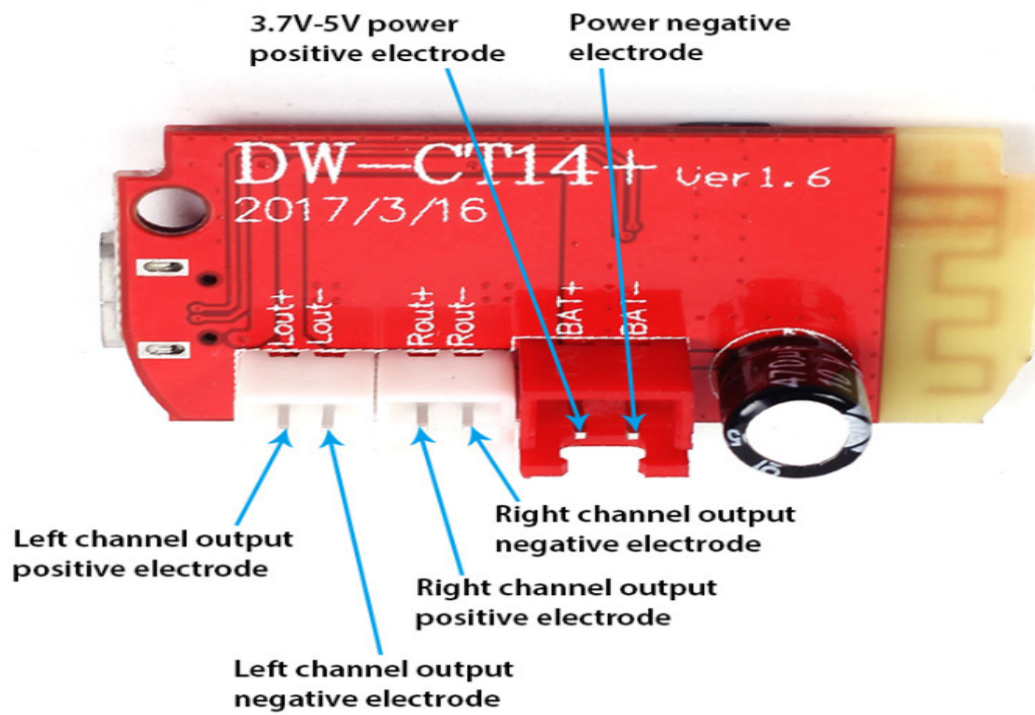 3.7V-5V power
positive electrode
Power negative
electrode
DW-CT14+ Ver1.6
2017/3/16
Lout+
Lout-
Rout+
Rout-
BAT+
BAT-
470µ
10V
Left channel output
positive electrode
Right channel output
negative electrode
Right channel output
positive electrode
Left channel output
negative electrode